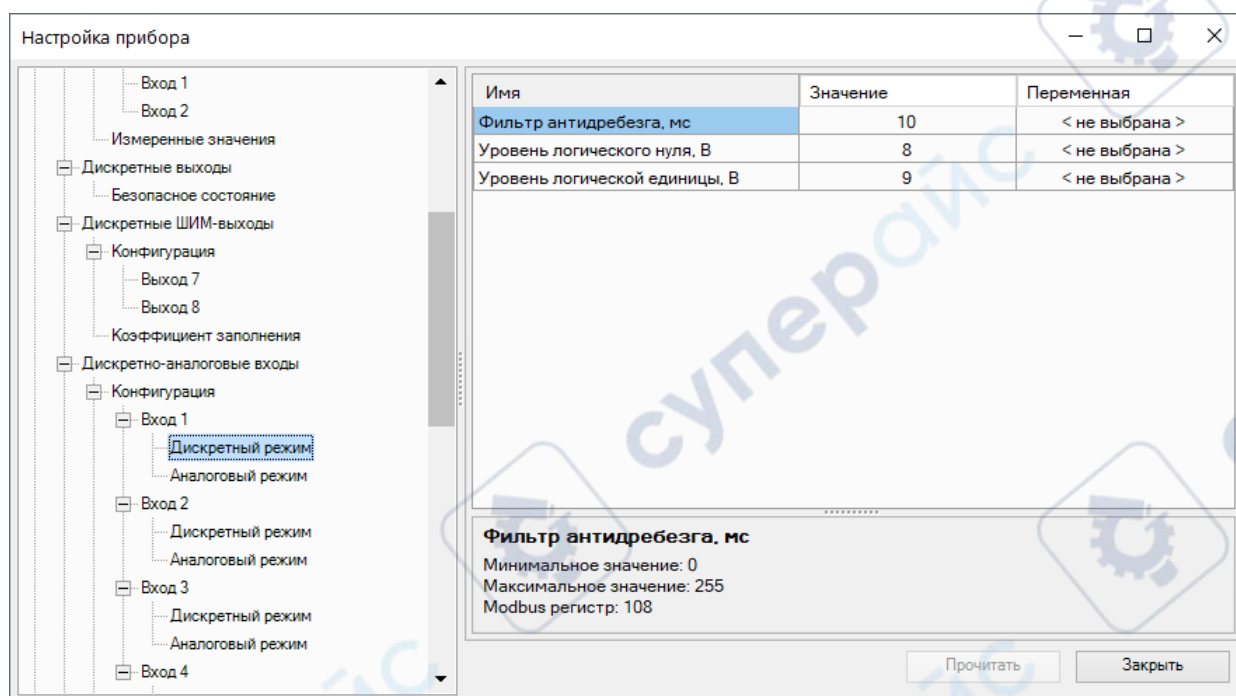 Настройка прибора
Вход 1
Вход 2
Измеренные значения
Дискретные выходы
Безопасное состояние
Дискретные ШИМ-выходы
Конфигурация
Выход 7
Выход 8
Коэффициент заполнения
Дискретно-аналоговые входы
Конфигурация
Вход 1
Дискретный режим
Аналоговый режим
Вход 2
Дискретный режим
Аналоговый режим
Вход 3
Дискретный режим
Аналоговый режим
Вход 4
Имя Значение Переменная
Фильтр антидребезга, мс 10 < не выбрана >
Уровень логического нуля, В 8 < не выбрана >
Уровень логической единицы, В 9 < не выбрана >
Фильтр антидребезга, мс
Минимальное значение: 0
Максимальное значение: 255
Modbus регистр: 108
Прочитать Закрыть
суперайс